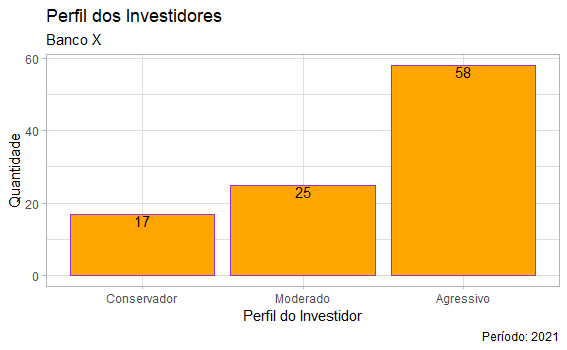 Perfil dos Investidores
Banco X
Quantidade
60
40
20
0
17
25
58
Conservador
Moderado
Agressivo
Perfil do Investidor
Período: 2021